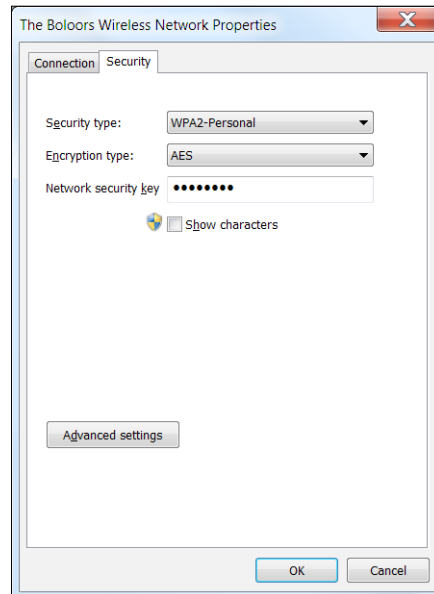 The Boloors Wireless Network Properties
Connection Security
Security type: WPA2-Personal
Encryption type: AES
Network security key ••••••••
Show characters
Advanced settings
OK Cancel